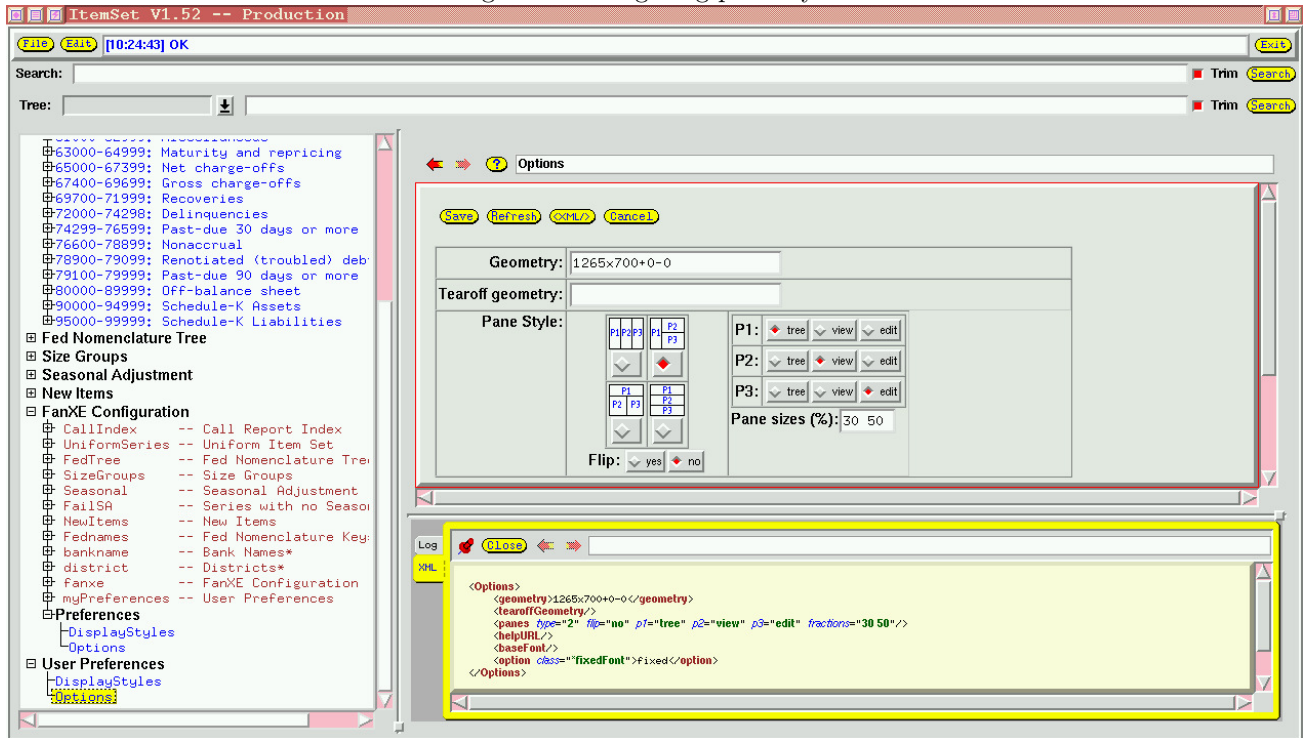 ItemSet V1.52 -- Production
File Edit [10:24:43] OK Exit
Search: Trim Search
Tree: Trim Search
63000-64999: Maturity and repricing
65000-67399: Net charge-offs
67400-69699: Gross charge-offs
69700-71999: Recoveries
72000-74298: Delinquencies
74299-76599: Past-due 30 days or more
76600-78899: Nonaccrual
78900-79099: Renotiated (troubled) deb
79100-79999: Past-due 90 days or more
80000-89999: Off-balance sheet
90000-94999: Schedule-K Assets
95000-99999: Schedule-K Liabilities
Fed Nomenclature Tree
Size Groups
Seasonal Adjustment
New Items
FanXE Configuration
CallIndex -- Call Report Index
UniformSeries -- Uniform Item Set
FedTree -- Fed Nomenclature Tree
SizeGroups -- Size Groups
Seasonal -- Seasonal Adjustment
FailSA -- Series with no Seaso
NewItems -- New Items
Fednames -- Fed Nomenclature Key
bankname -- Bank Names*
district -- Districts*
fanxe -- FanXE Configuration
myPreferences -- User Preferences
Preferences
DisplayStyles
Options
User Preferences
DisplayStyles
Options
? Options
Save Refresh <XML/> Cancel
Geometry: 1265x700+0-0
Tearoff geometry:
Pane Style:
P1 P2 P3 P1 P2 P3
P1 P2 P3 P1 P2 P3
Flip: yes no
P1: tree view edit
P2: tree view edit
P3: tree view edit
Pane sizes (%): 30 50
Log
XML
Close
<Options>
<geometry>1265x700+0-0</geometry>
<tearoffGeometry/>
<panes type="2" flip="no" p1="tree" p2="view" p3="edit" fractions="30 50"/>
<helpURL/>
<baseFont/>
<option class="*fixedFont">fixed</option>
</Options>